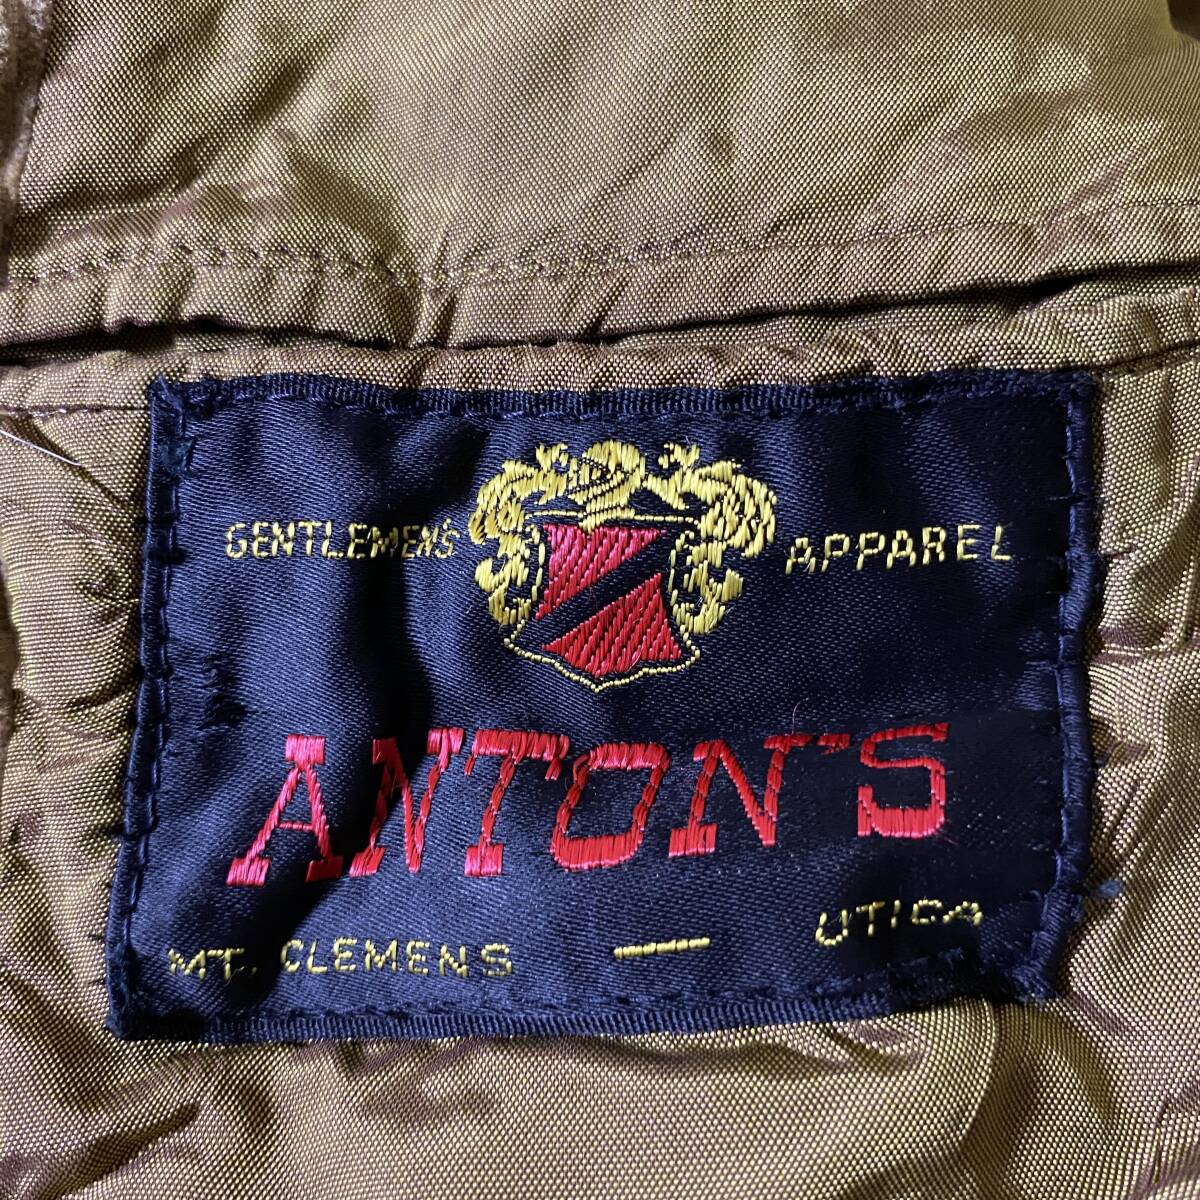 GENTLEMEN'S APPAREL
ANTON'S
MT. CLEMENS — UTICA